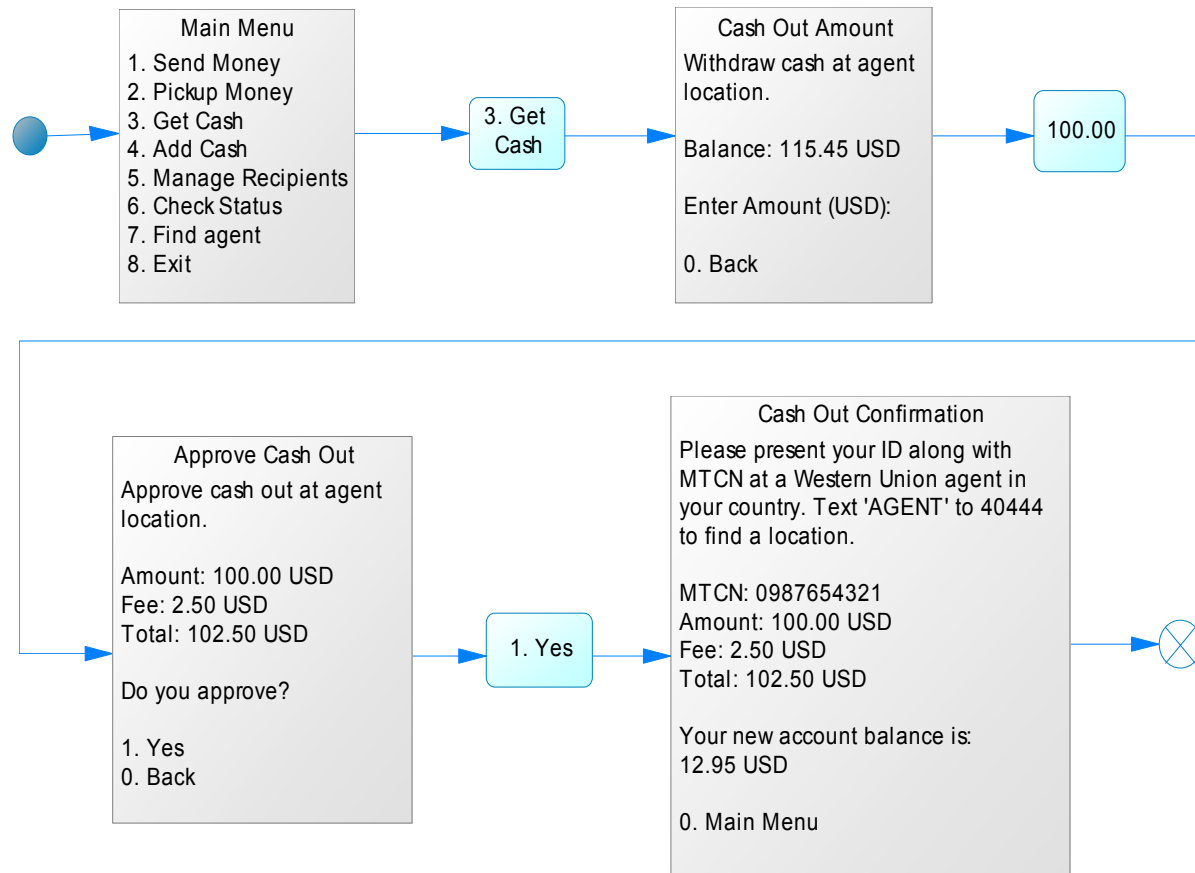 Main Menu
1. Send Money
2. Pickup Money
3. Get Cash
4. Add Cash
5. Manage Recipients
6. Check Status
7. Find agent
8. Exit
3. Get
Cash
Cash Out Amount
Withdraw cash at agent
location.
Balance: 115.45 USD
Enter Amount (USD):
0. Back
100.00
Approve Cash Out
Approve cash out at agent
location.
Amount: 100.00 USD
Fee: 2.50 USD
Total: 102.50 USD
Do you approve?
1. Yes
0. Back
1. Yes
Cash Out Confirmation
Please present your ID along with
MTCN at a Western Union agent in
your country. Text 'AGENT' to 40444
to find a location.
MTCN: 0987654321
Amount: 100.00 USD
Fee: 2.50 USD
Total: 102.50 USD
Your new account balance is:
12.95 USD
0. Main Menu